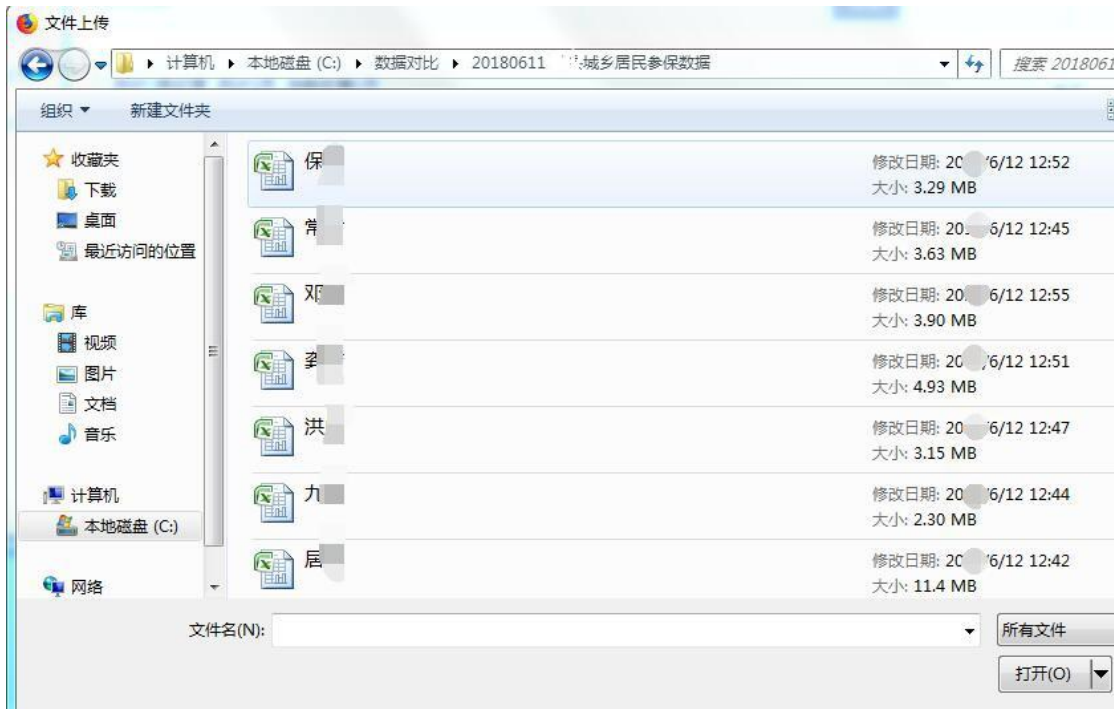 文件上传
计算机 本地磁盘 (C:) 数据对比 20180611 城乡居民参保数据
搜索 2018061
组织 新建文件夹
收藏夹
下载
桌面
最近访问的位置
库
视频
图片
文档
音乐
计算机
本地磁盘 (C:)
网络
保
修改日期: 20 6/12 12:52
大小: 3.29 MB
常
修改日期: 20 6/12 12:45
大小: 3.63 MB
邓
修改日期: 20 6/12 12:55
大小: 3.90 MB
龚
修改日期: 20 6/12 12:51
大小: 4.93 MB
洪
修改日期: 20 6/12 12:47
大小: 3.15 MB
九
修改日期: 20 6/12 12:44
大小: 2.30 MB
居
修改日期: 20 6/12 12:42
大小: 11.4 MB
文件名(N):
所有文件
打开(O)